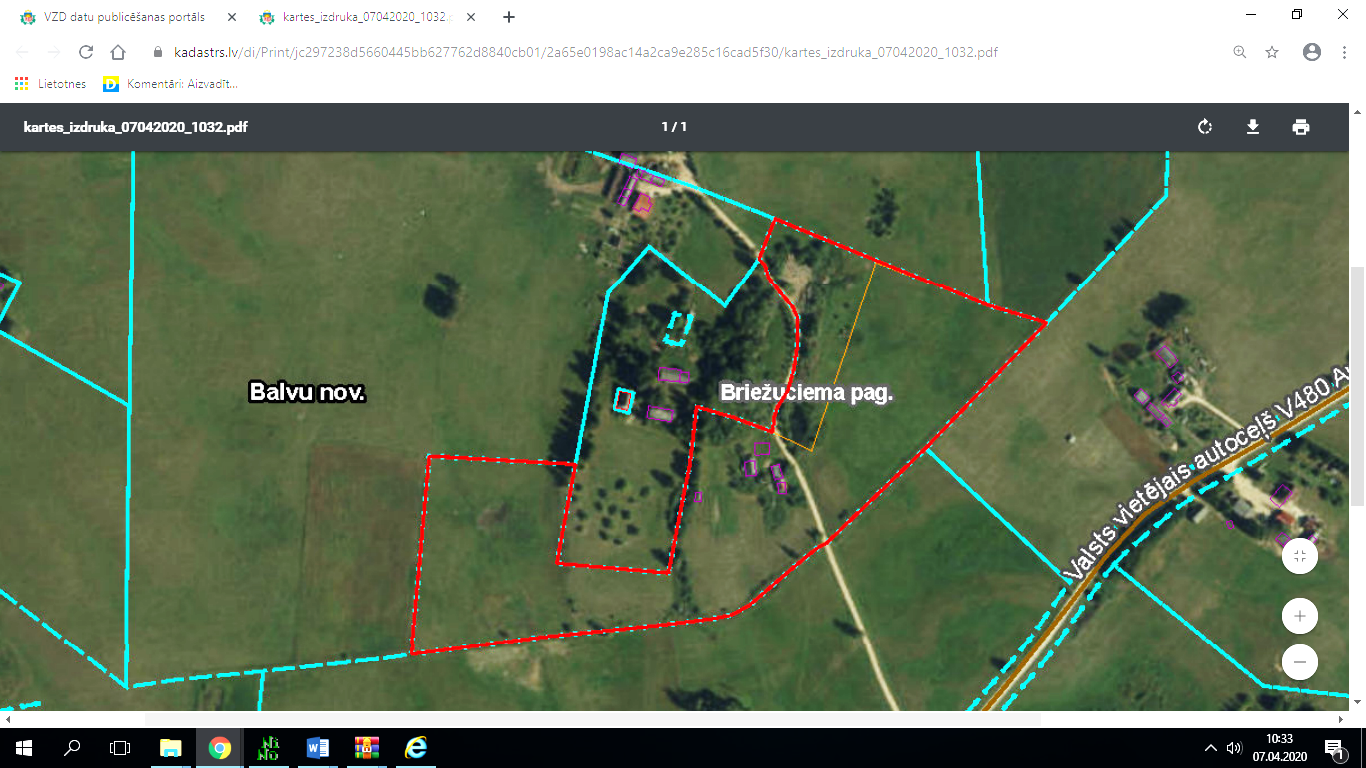 VZD datu publicēšanas portāls
kartes_izdruka_07042020_1032.p
kadastrs.lv/di/Print/jc297238d5660445bb627762d8840cb01/2a65e0198ac14a2ca9e285c16cad5f30/kartes_izdruka_07042020_1032.pdf
Lietotnes
Komentāri: Aizvadīt...
kartes_izdruka_07042020_1032.pdf
1 / 1
Balvu nov.
Briežuciema pag.
Valsts vietējais autoceļš V480 A
10:33
07.04.2020
1